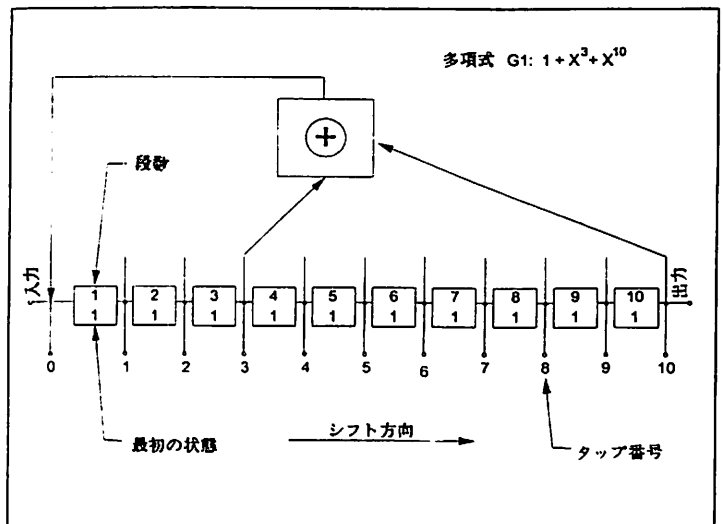 多項式 G1: 1 + X³ + X¹⁰
段数
入力
出力
1 2 3 4 5 6 7 8 9 10
1 1 1 1 1 1 1 1 1 1
0 1 2 3 4 5 6 7 8 9 10
最初の状態
シフト方向
タップ番号